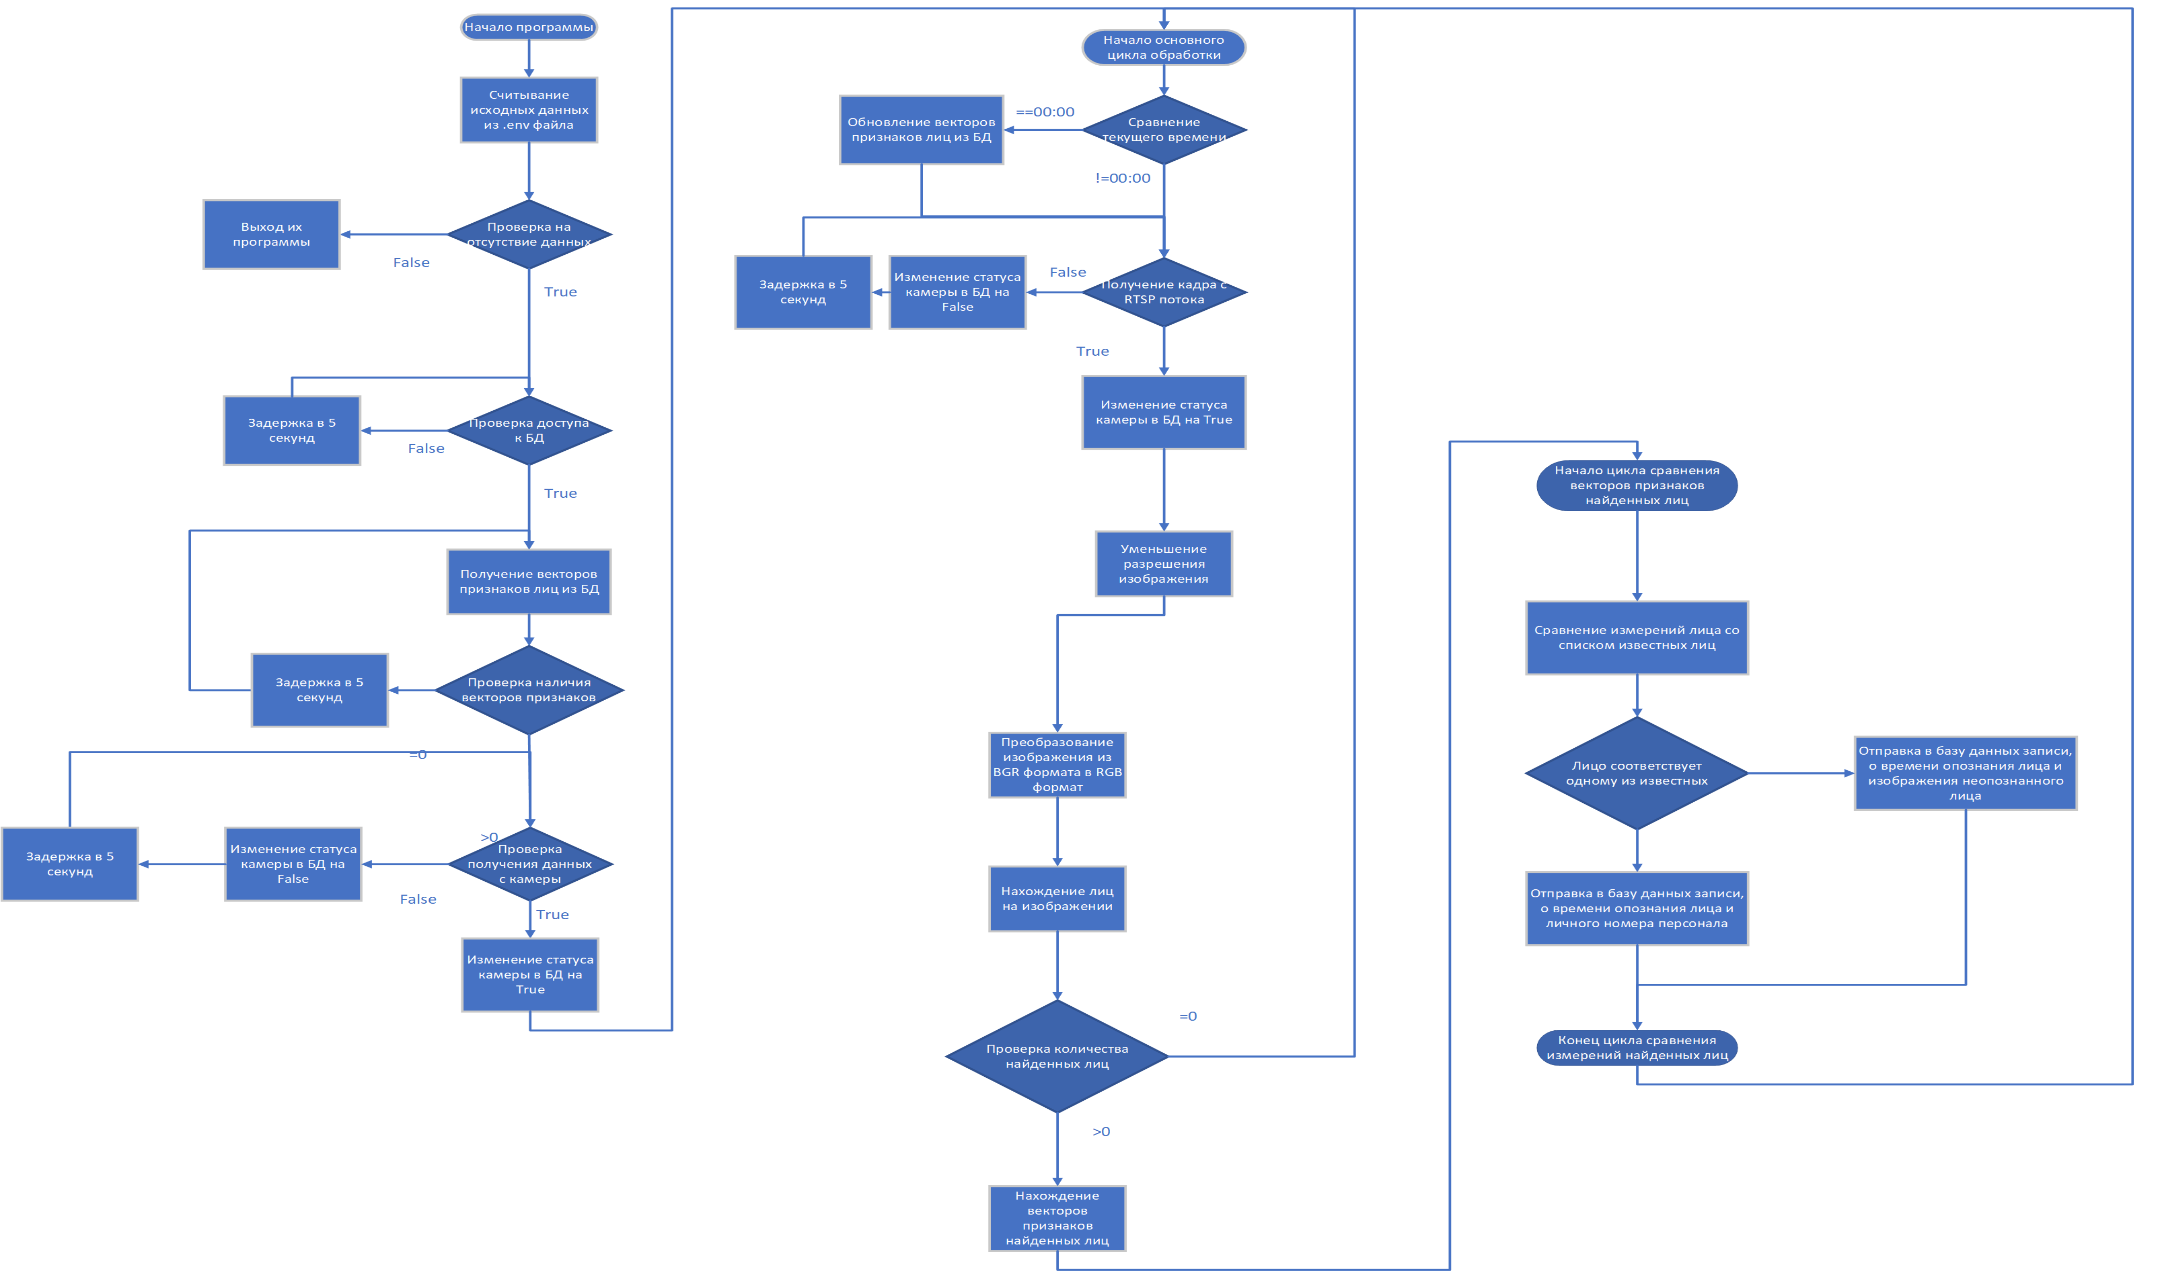 Начало программы
Считывание
исходных данных
из .env файла
Проверка на
отсутствие данных
Выход их
программы
False
True
Проверка доступа
к БД
Задержка в 5
секунд
False
True
Получение векторов
признаков лиц из БД
Проверка наличия
векторов признаков
Задержка в 5
секунд
=0
>0
Проверка
получения данных
с камеры
Изменение статуса
камеры в БД на
False
Задержка в 5
секунд
False
True
Изменение статуса
камеры в БД на
True
Начало основного
цикла обработки
Сравнение
текущего времени
==00:00
Обновление векторов
признаков лиц из БД
!=00:00
Получение кадра с
RTSP потока
False
Изменение статуса
камеры в БД на
False
Задержка в 5
секунд
True
Изменение статуса
камеры в БД на True
Уменьшение
разрешения
изображения
Преобразование
изображения из
BGR формата в RGB
формат
Нахождение лиц
на изображении
Проверка количества
найденных лиц
=0
>0
Нахождение
векторов
признаков
найденных лиц
Начало цикла сравнения
векторов признаков
найденных лиц
Сравнение измерений лица со
списком известных лиц
Лицо соответствует
одному из известных
Отправка в базу данных записи,
о времени опознания лица и
изображения неопознанного
лица
Отправка в базу данных записи,
о времени опознания лица и
личного номера персонала
Конец цикла сравнения
измерений найденных лиц